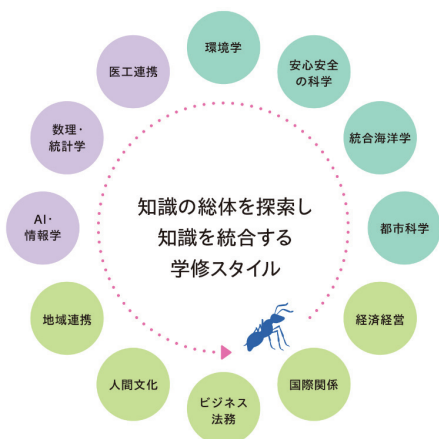 環境学
安心安全
の科学
統合海洋学
都市科学
経済経営
国際関係
ビジネス
法務
人間文化
地域連携
AI・
情報学
数理・
統計学
医工連携
知識の総体を探索し
知識を統合する
学修スタイル